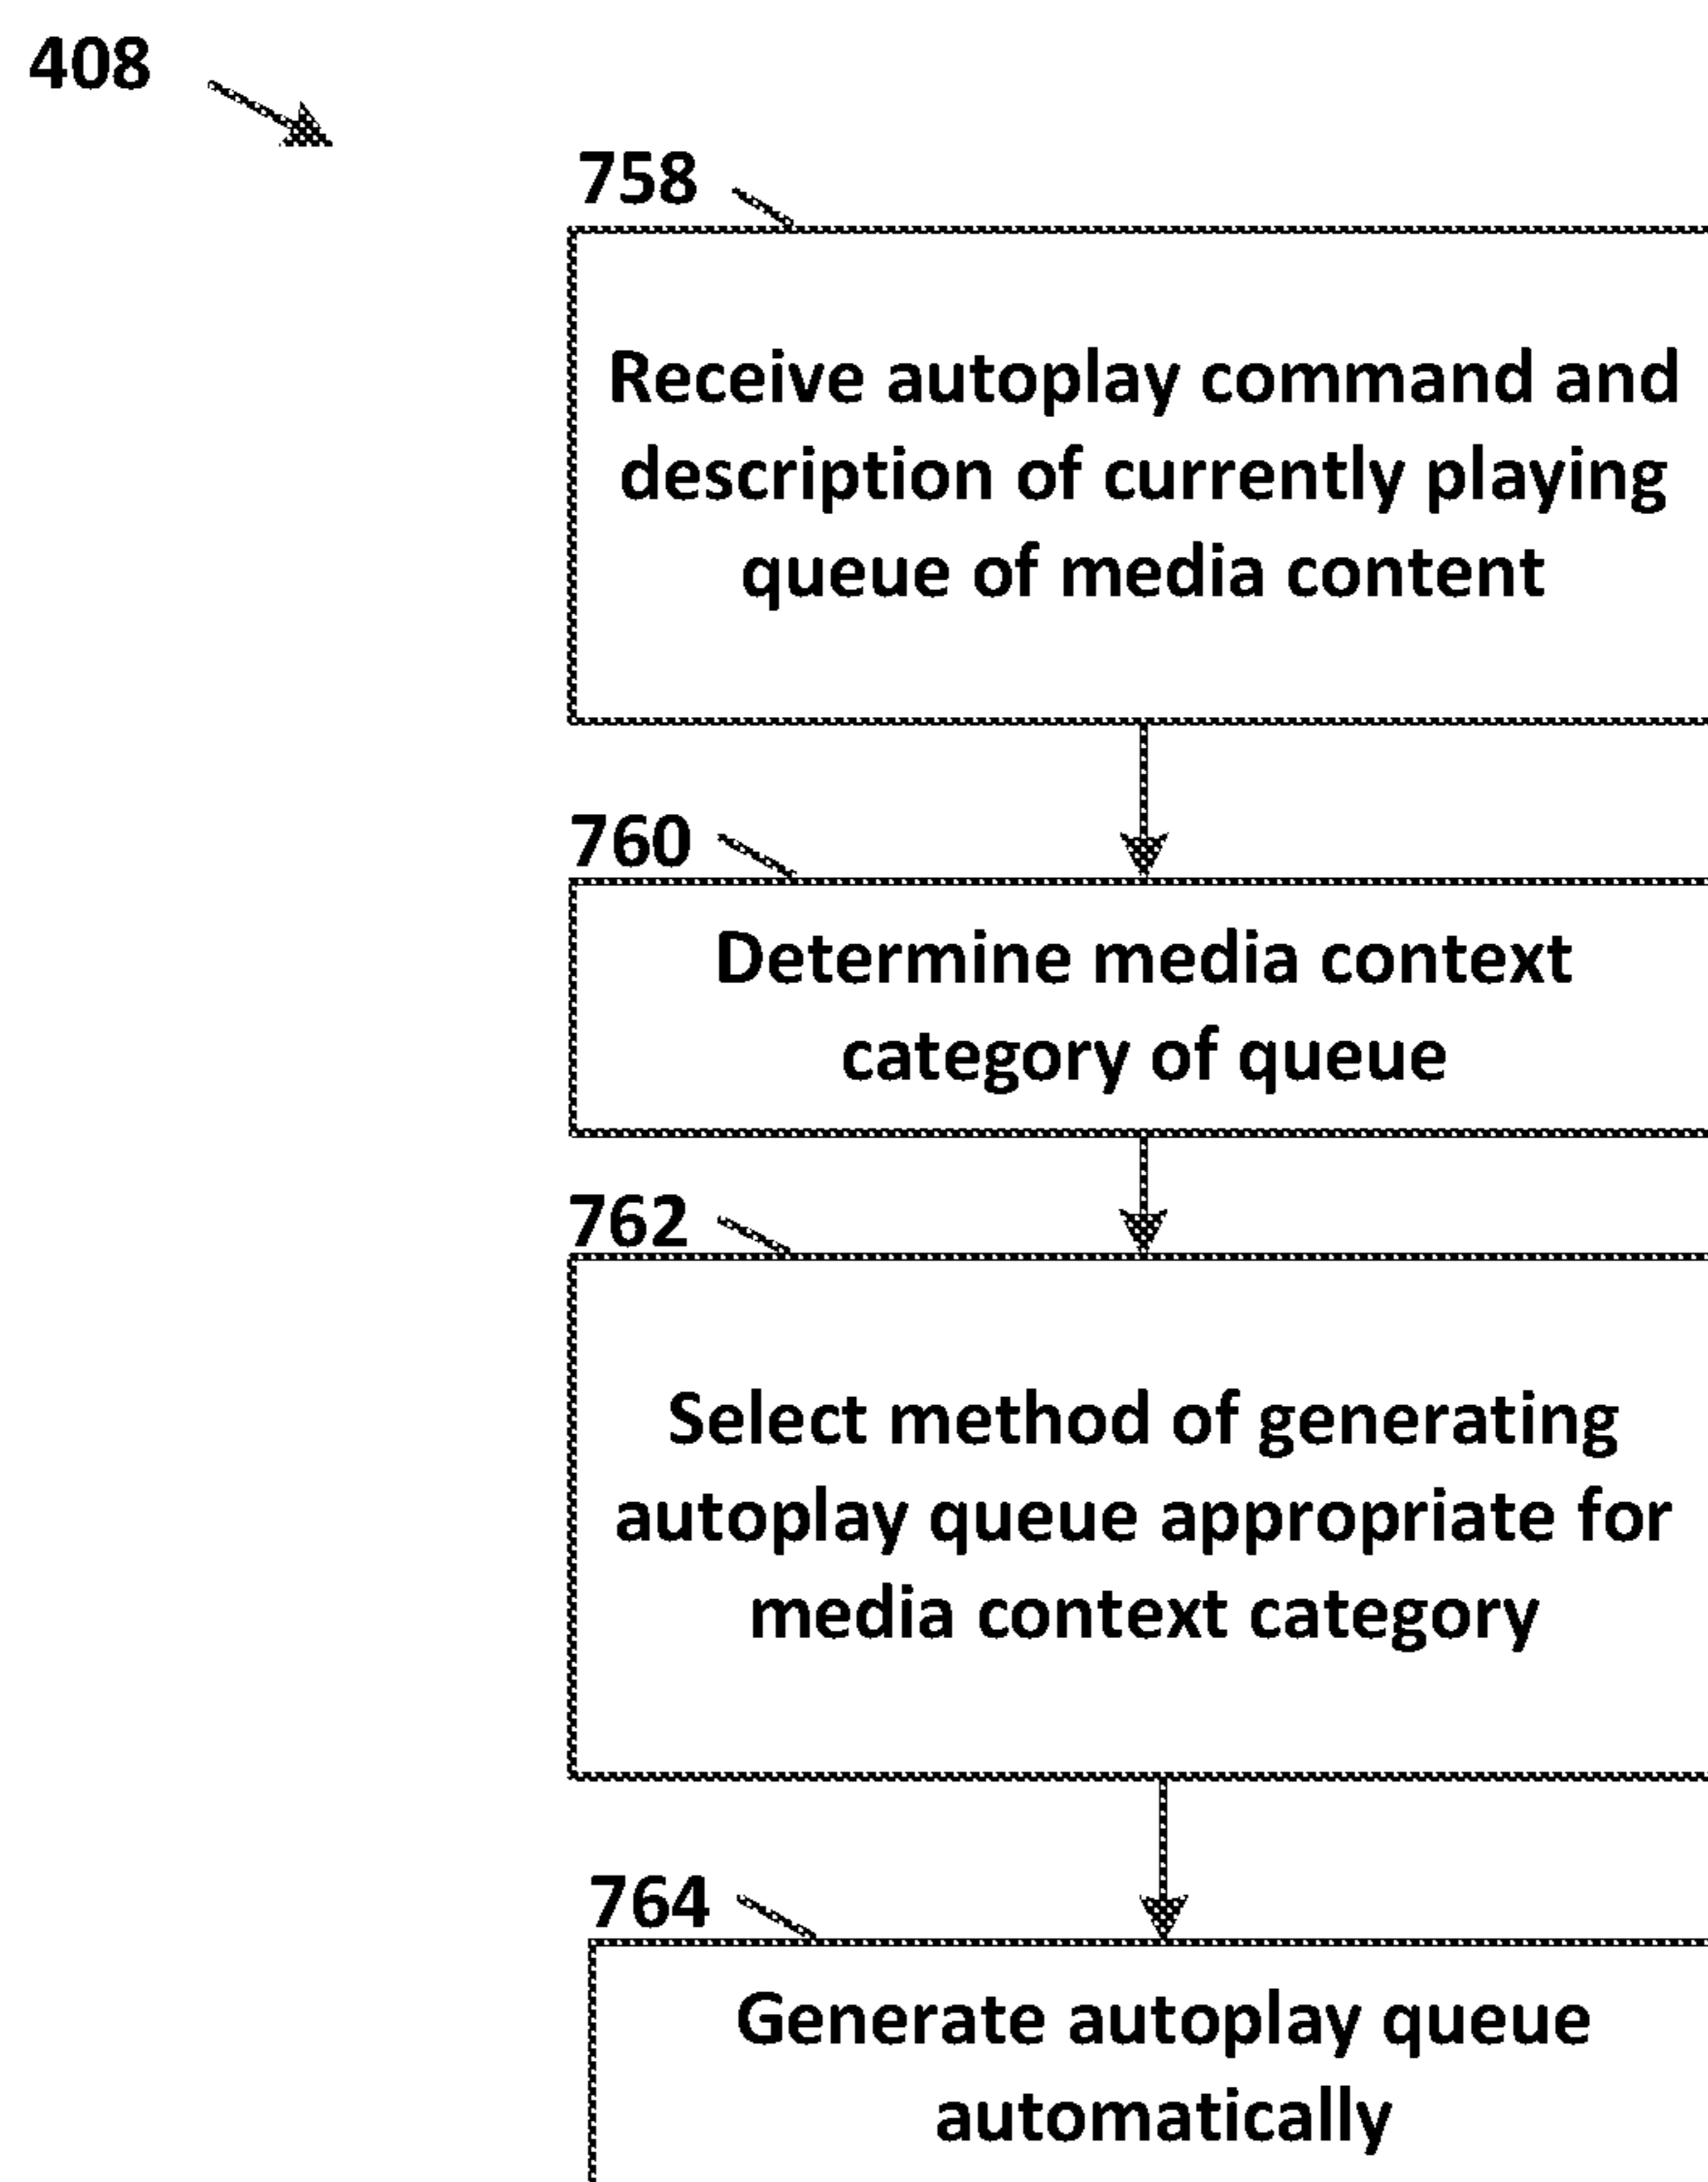 408
758
Receive autoplay command and
description of currently playing
queue of media content
760
Determine media context
category of queue
762
Select method of generating
autoplay queue appropriate for
media context category
764
Generate autoplay queue
automatically